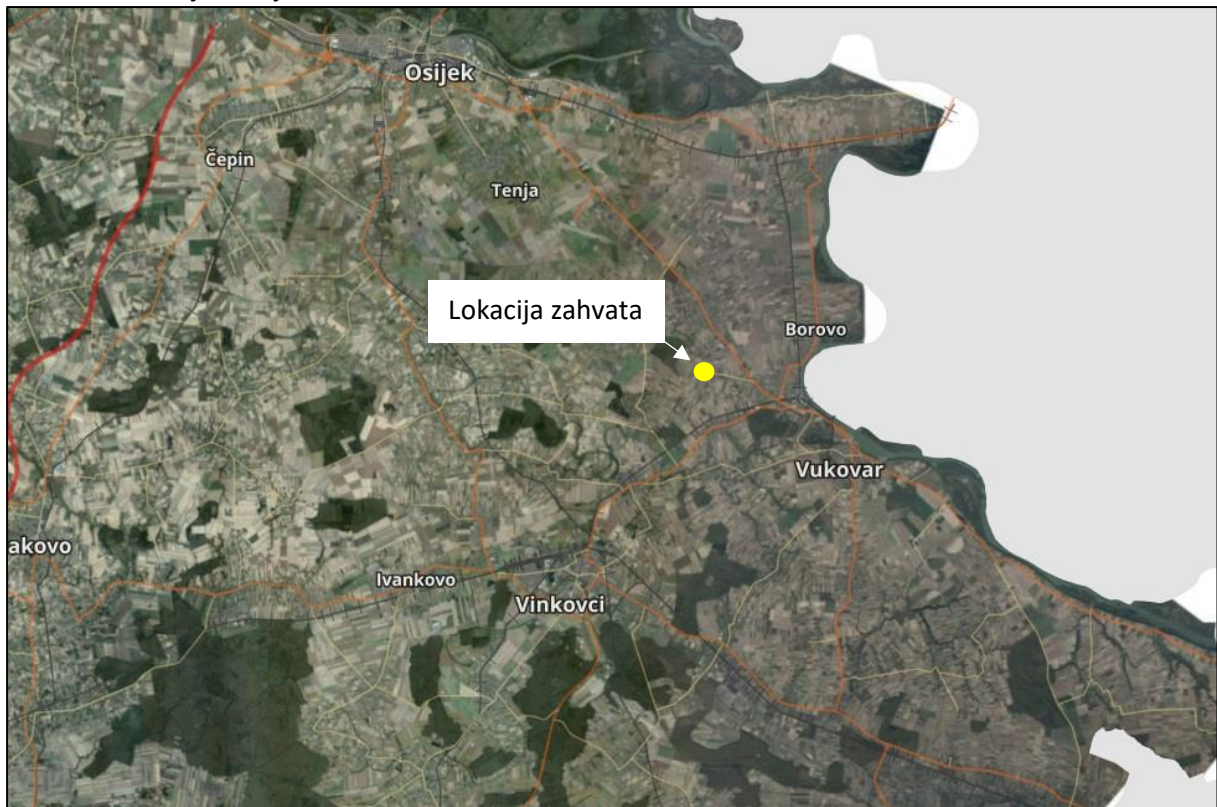 Osijek
Čepin
Tenja
Lokacija zahvata
Borovo
Vukovar
akovo
Ivankovo
Vinkovci